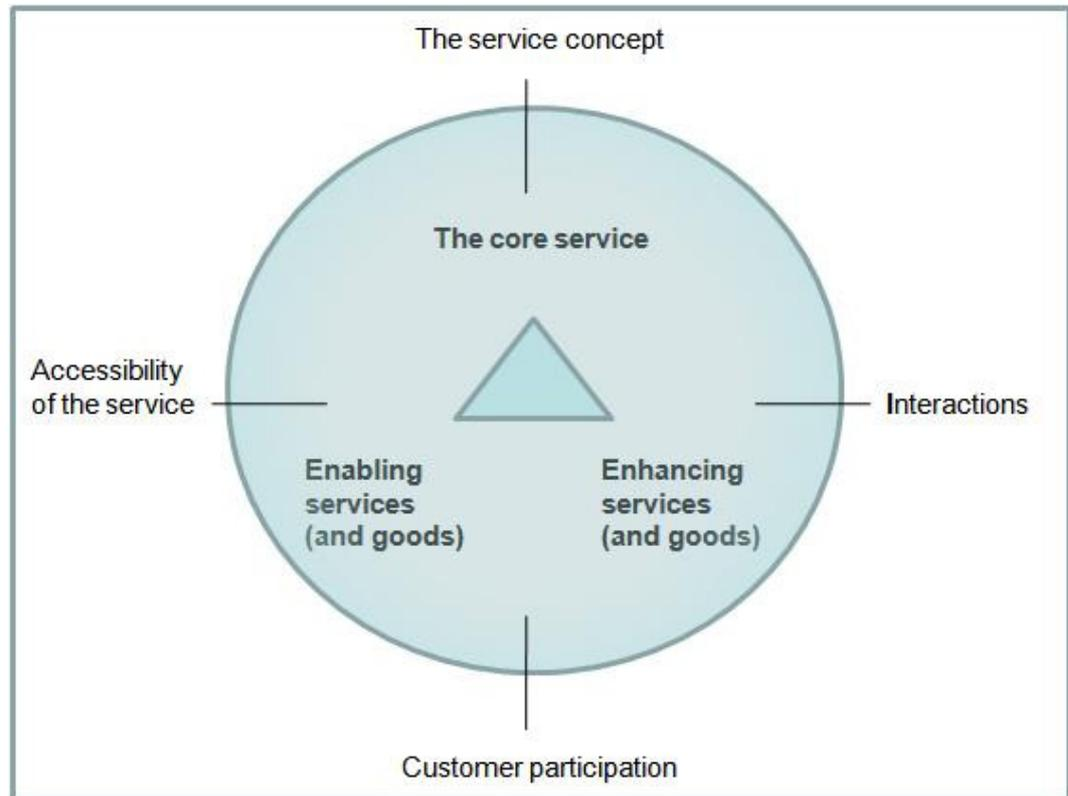 The service concept
The core service
Accessibility
of the service
Interactions
Enabling
services
(and goods)
Enhancing
services
(and goods)
Customer participation